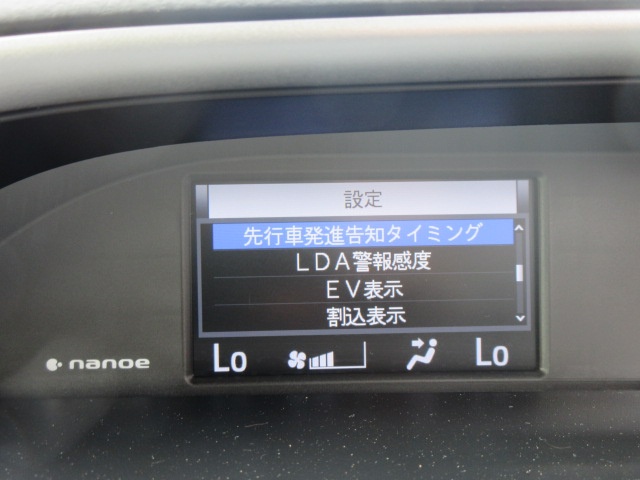 設定
先行車発進告知タイミング
LDA警報感度
EV表示
割込表示
Lo Lo
nanoe